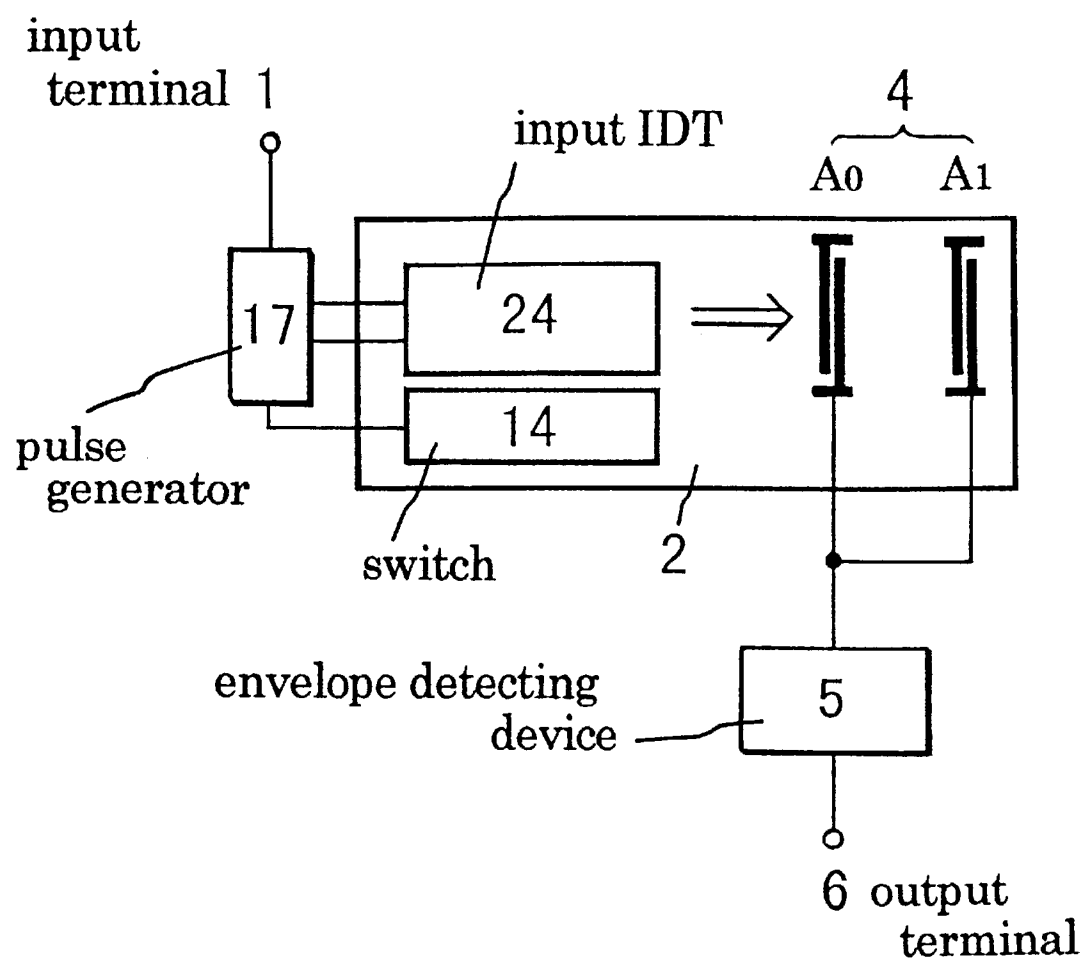 input
terminal 1
4
input IDT
A0
A1
17
24
14
pulse
generator
switch
2
envelope detecting
device
5
6 output
terminal